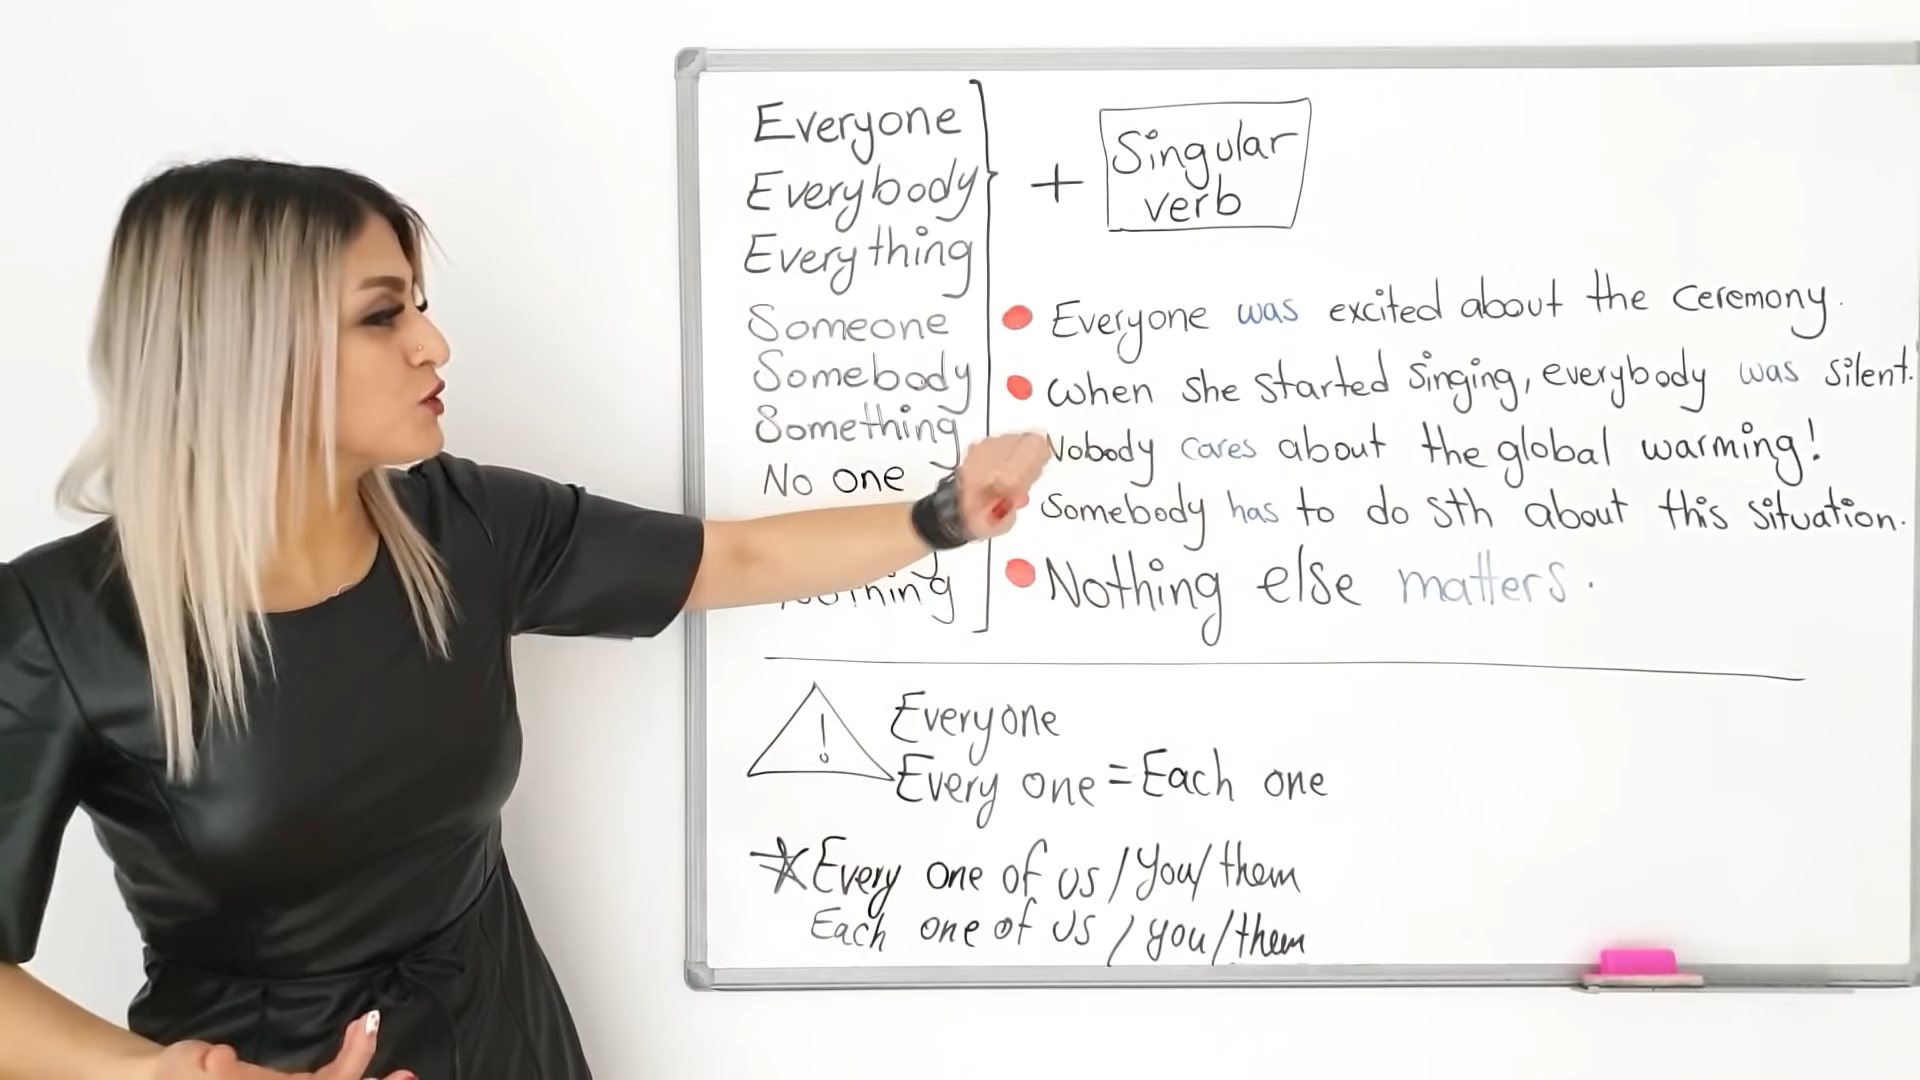 Everyone
Everybody
Everything
Someone
Somebody
Something
No one
+ Singular
verb
Everyone was excited about the ceremony.
When she started singing, everybody was silent.
Nobody cares about the global warming!
Somebody has to do sth about this situation.
Nothing else matters.
! Everyone
Every one = Each one
Every one of us / you / them
Each one of us / you / them